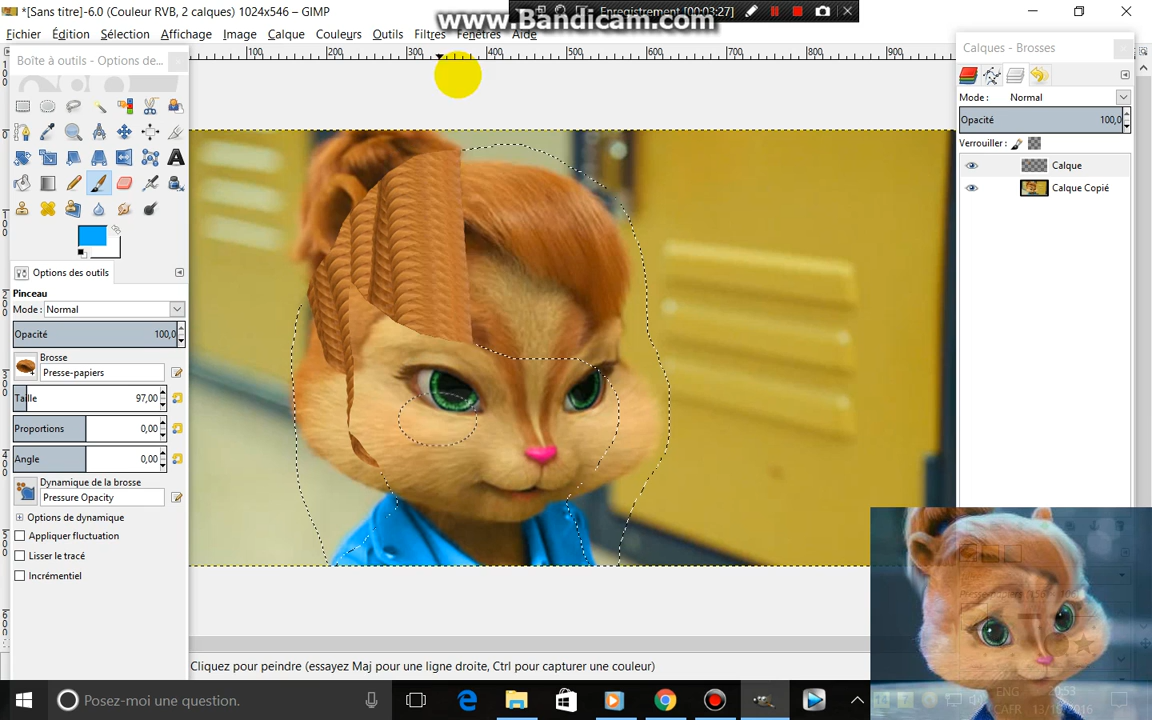 *[Sans titre]-6.0 (Couleur RVB, 2 calques) 1024x546 – GIMP
www.Bandicam.com
Enregistrement [00:03:27]
Fichier Édition Sélection Affichage Image Calque Couleurs Outils Filtres Fenêtres Aide
Boîte à outils - Options de...
Calques - Brosses
100 200 300 400 500 600 700 800 900
Mode : Normal
Opacité 100,0
Verrouiller :
Calque
Calque Copié
Options des outils
Pinceau
Mode : Normal
Opacité 100,0
Brosse
Presse-papiers
Taille 97,00
Proportions 0,00
Angle 0,00
Dynamique de la brosse
Pressure Opacity
Options de dynamique
Appliquer fluctuation
Lisser le tracé
Incrémentiel
Cliquez pour peindre (essayez Maj pour une ligne droite, Ctrl pour capturer une couleur)
Posez-moi une question.
ENG
CAFR
20:53